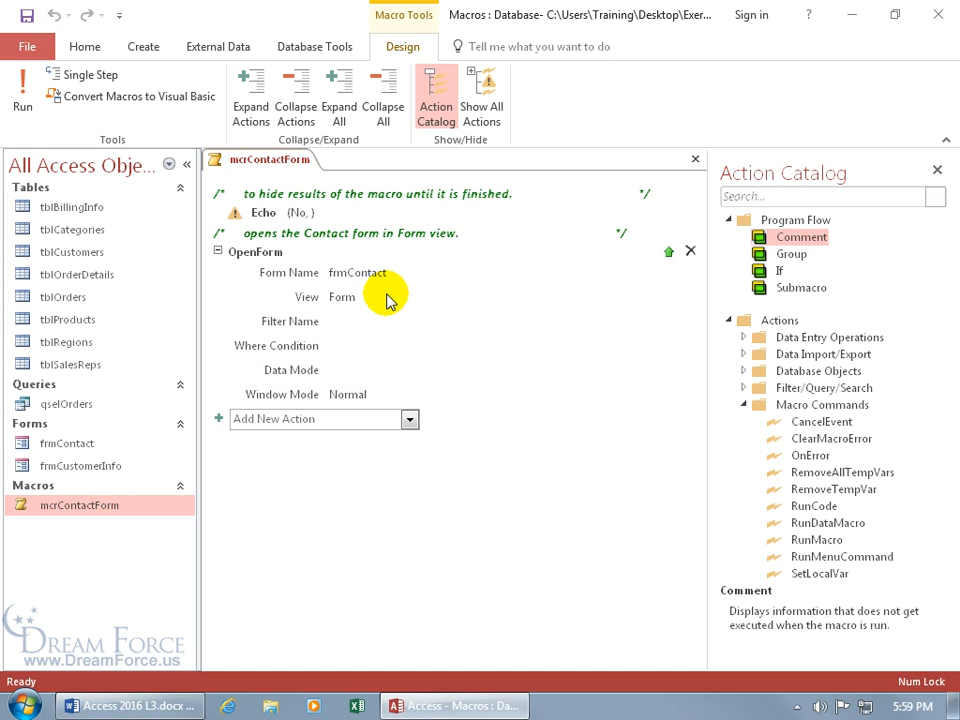 Macro Tools
Macros : Database- C:\Users\Training\Desktop\Exer...
Sign in
?
File
Home
Create
External Data
Database Tools
Design
Tell me what you want to do
Run
Single Step
Convert Macros to Visual Basic
Tools
Expand Actions
Collapse Actions
Expand All
Collapse All
Collapse/Expand
Action Catalog
Show All Actions
Show/Hide
All Access Obje...
Tables
tblBillingInfo
tblCategories
tblCustomers
tblOrderDetails
tblOrders
tblProducts
tblRegions
tblSalesReps
Queries
qselOrders
Forms
frmContact
frmCustomerInfo
Macros
mcrContactForm
mcrContactForm
/* to hide results of the macro until it is finished. */
Echo (No, )
/* opens the Contact form in Form view. */
OpenForm
Form Name frmContact
View Form
Filter Name
Where Condition
Data Mode
Window Mode Normal
Add New Action
Action Catalog
Search...
Program Flow
Comment
Group
If
Submacro
Actions
Data Entry Operations
Data Import/Export
Database Objects
Filter/Query/Search
Macro Commands
CancelEvent
ClearMacroError
OnError
RemoveAllTempVars
RemoveTempVar
RunCode
RunDataMacro
RunMacro
RunMenuCommand
SetLocalVar
Comment
Displays information that does not get
executed when the macro is run.
DREAM FORCE
www.DreamForce.us
Ready
Num Lock
Access 2016 L3.docx ...
Access - Macros : Da...
5:59 PM